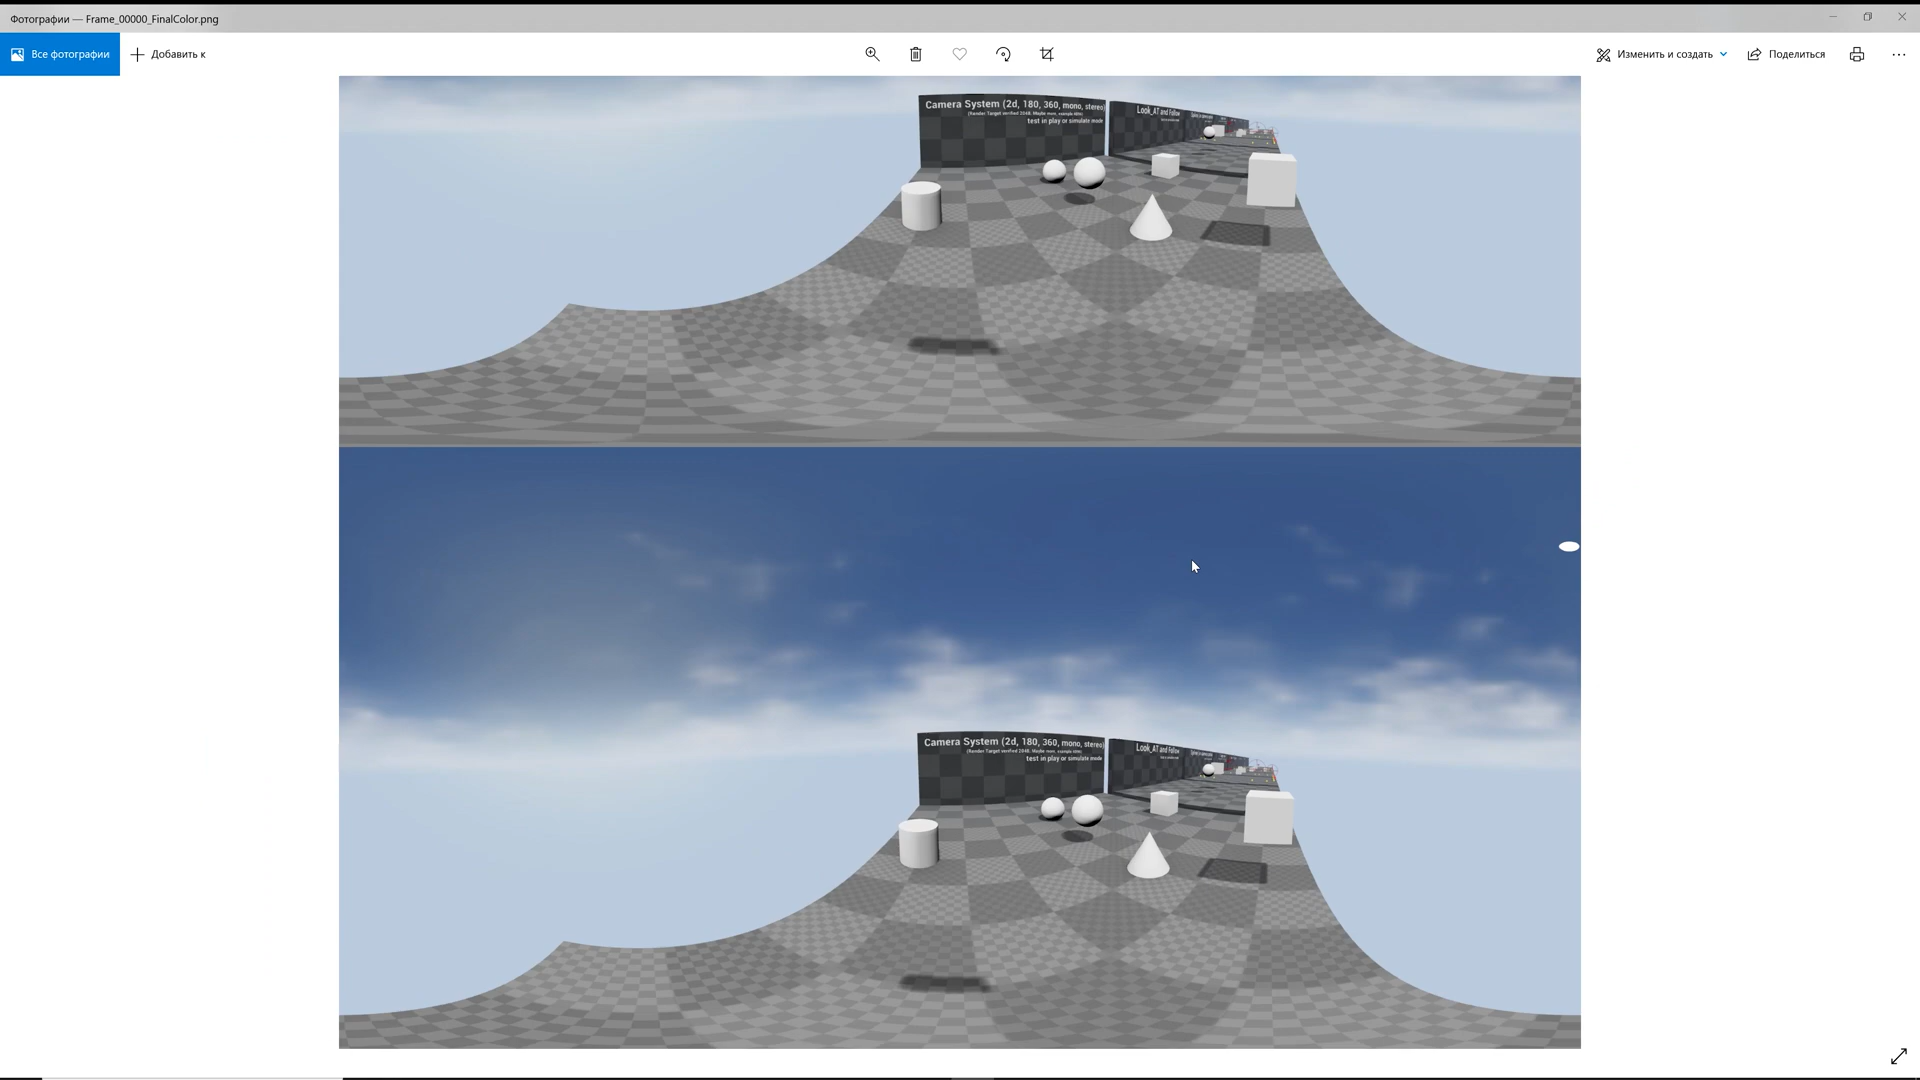 Фотографии — Frame_00000_FinalColor.png
Все фотографии
Добавить к
Изменить и создать
Поделиться
Camera System (2d, 180, 360, mono, stereo)
test in play or simulate mode
Look_AT and Follow
Camera System (2d, 180, 360, mono, stereo)
test in play or simulate mode
Look_AT and Follow